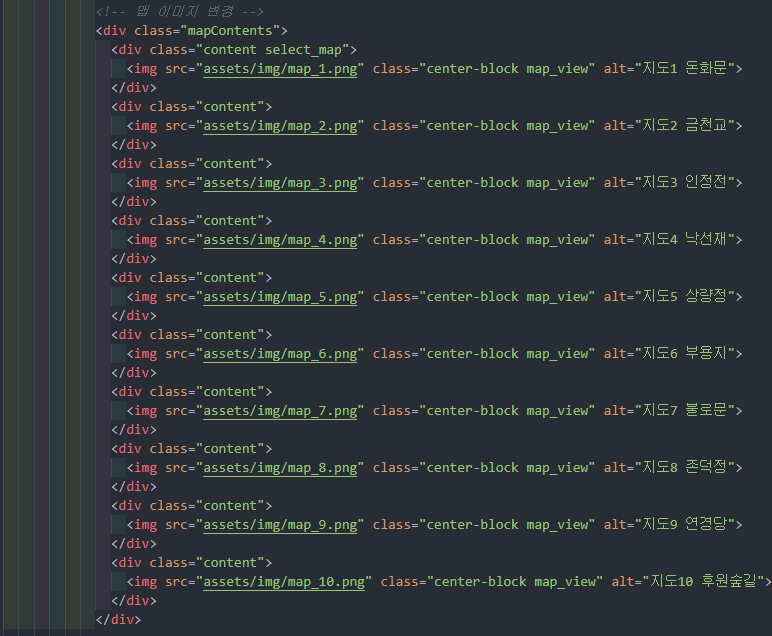 <!-- 맵 이미지 변경 -->
<div class="mapContents">
<div class="content select_map">
<img src="assets/img/map_1.png" class="center-block map_view" alt="지도1 돈화문">
</div>
<div class="content">
<img src="assets/img/map_2.png" class="center-block map_view" alt="지도2 금천교">
</div>
<div class="content">
<img src="assets/img/map_3.png" class="center-block map_view" alt="지도3 인정전">
</div>
<div class="content">
<img src="assets/img/map_4.png" class="center-block map_view" alt="지도4 낙선재">
</div>
<div class="content">
<img src="assets/img/map_5.png" class="center-block map_view" alt="지도5 상량정">
</div>
<div class="content">
<img src="assets/img/map_6.png" class="center-block map_view" alt="지도6 부용지">
</div>
<div class="content">
<img src="assets/img/map_7.png" class="center-block map_view" alt="지도7 불로문">
</div>
<div class="content">
<img src="assets/img/map_8.png" class="center-block map_view" alt="지도8 존덕정">
</div>
<div class="content">
<img src="assets/img/map_9.png" class="center-block map_view" alt="지도9 연경당">
</div>
<div class="content">
<img src="assets/img/map_10.png" class="center-block map_view" alt="지도10 후원숲길">
</div>
</div>